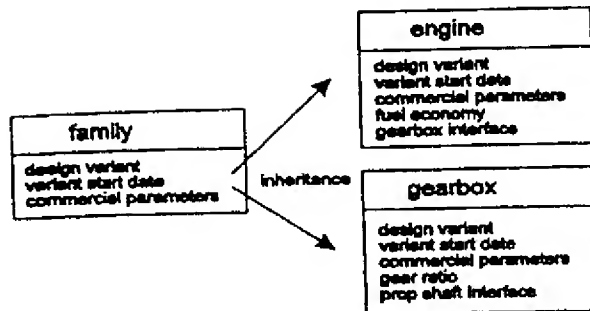 family
design variant
variant start date
commercial parameters
inheritance
engine
design variant
variant start date
commercial parameters
fuel economy
gearbox interface
gearbox
design variant
variant start date
commercial parameters
gear ratio
prop shaft interface